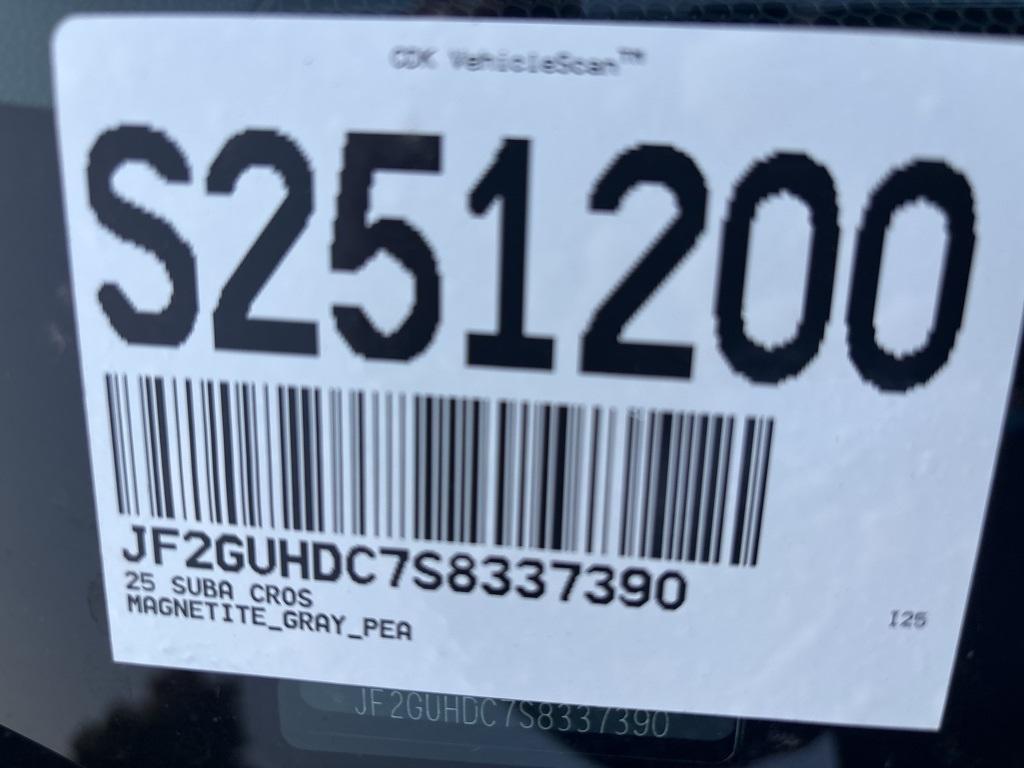 CDK VehicleScan™
S251200
JF2GUHDC7S8337390
25 SUBA CROS
MAGNETITE_GRAY_PEA
I25
JF2GUHDC7S8337390